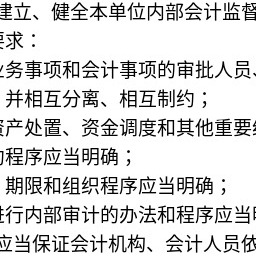 建立、健全本单位内部会计监督
要求：
业务事项和会计事项的审批人员、
并相互分离、相互制约；
资产处置、资金调度和其他重要
的程序应当明确；
期限和组织程序应当明确；
进行内部审计的办法和程序应当明
应当保证会计机构、会计人员依